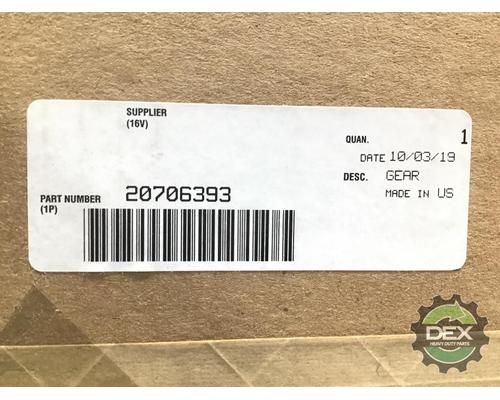 SUPPLIER
(16V)
QUAN. 1
DATE 10/03/19
DESC. GEAR
MADE IN US
PART NUMBER 20706393
(1P)
DEX
HEAVY DUTY PARTS